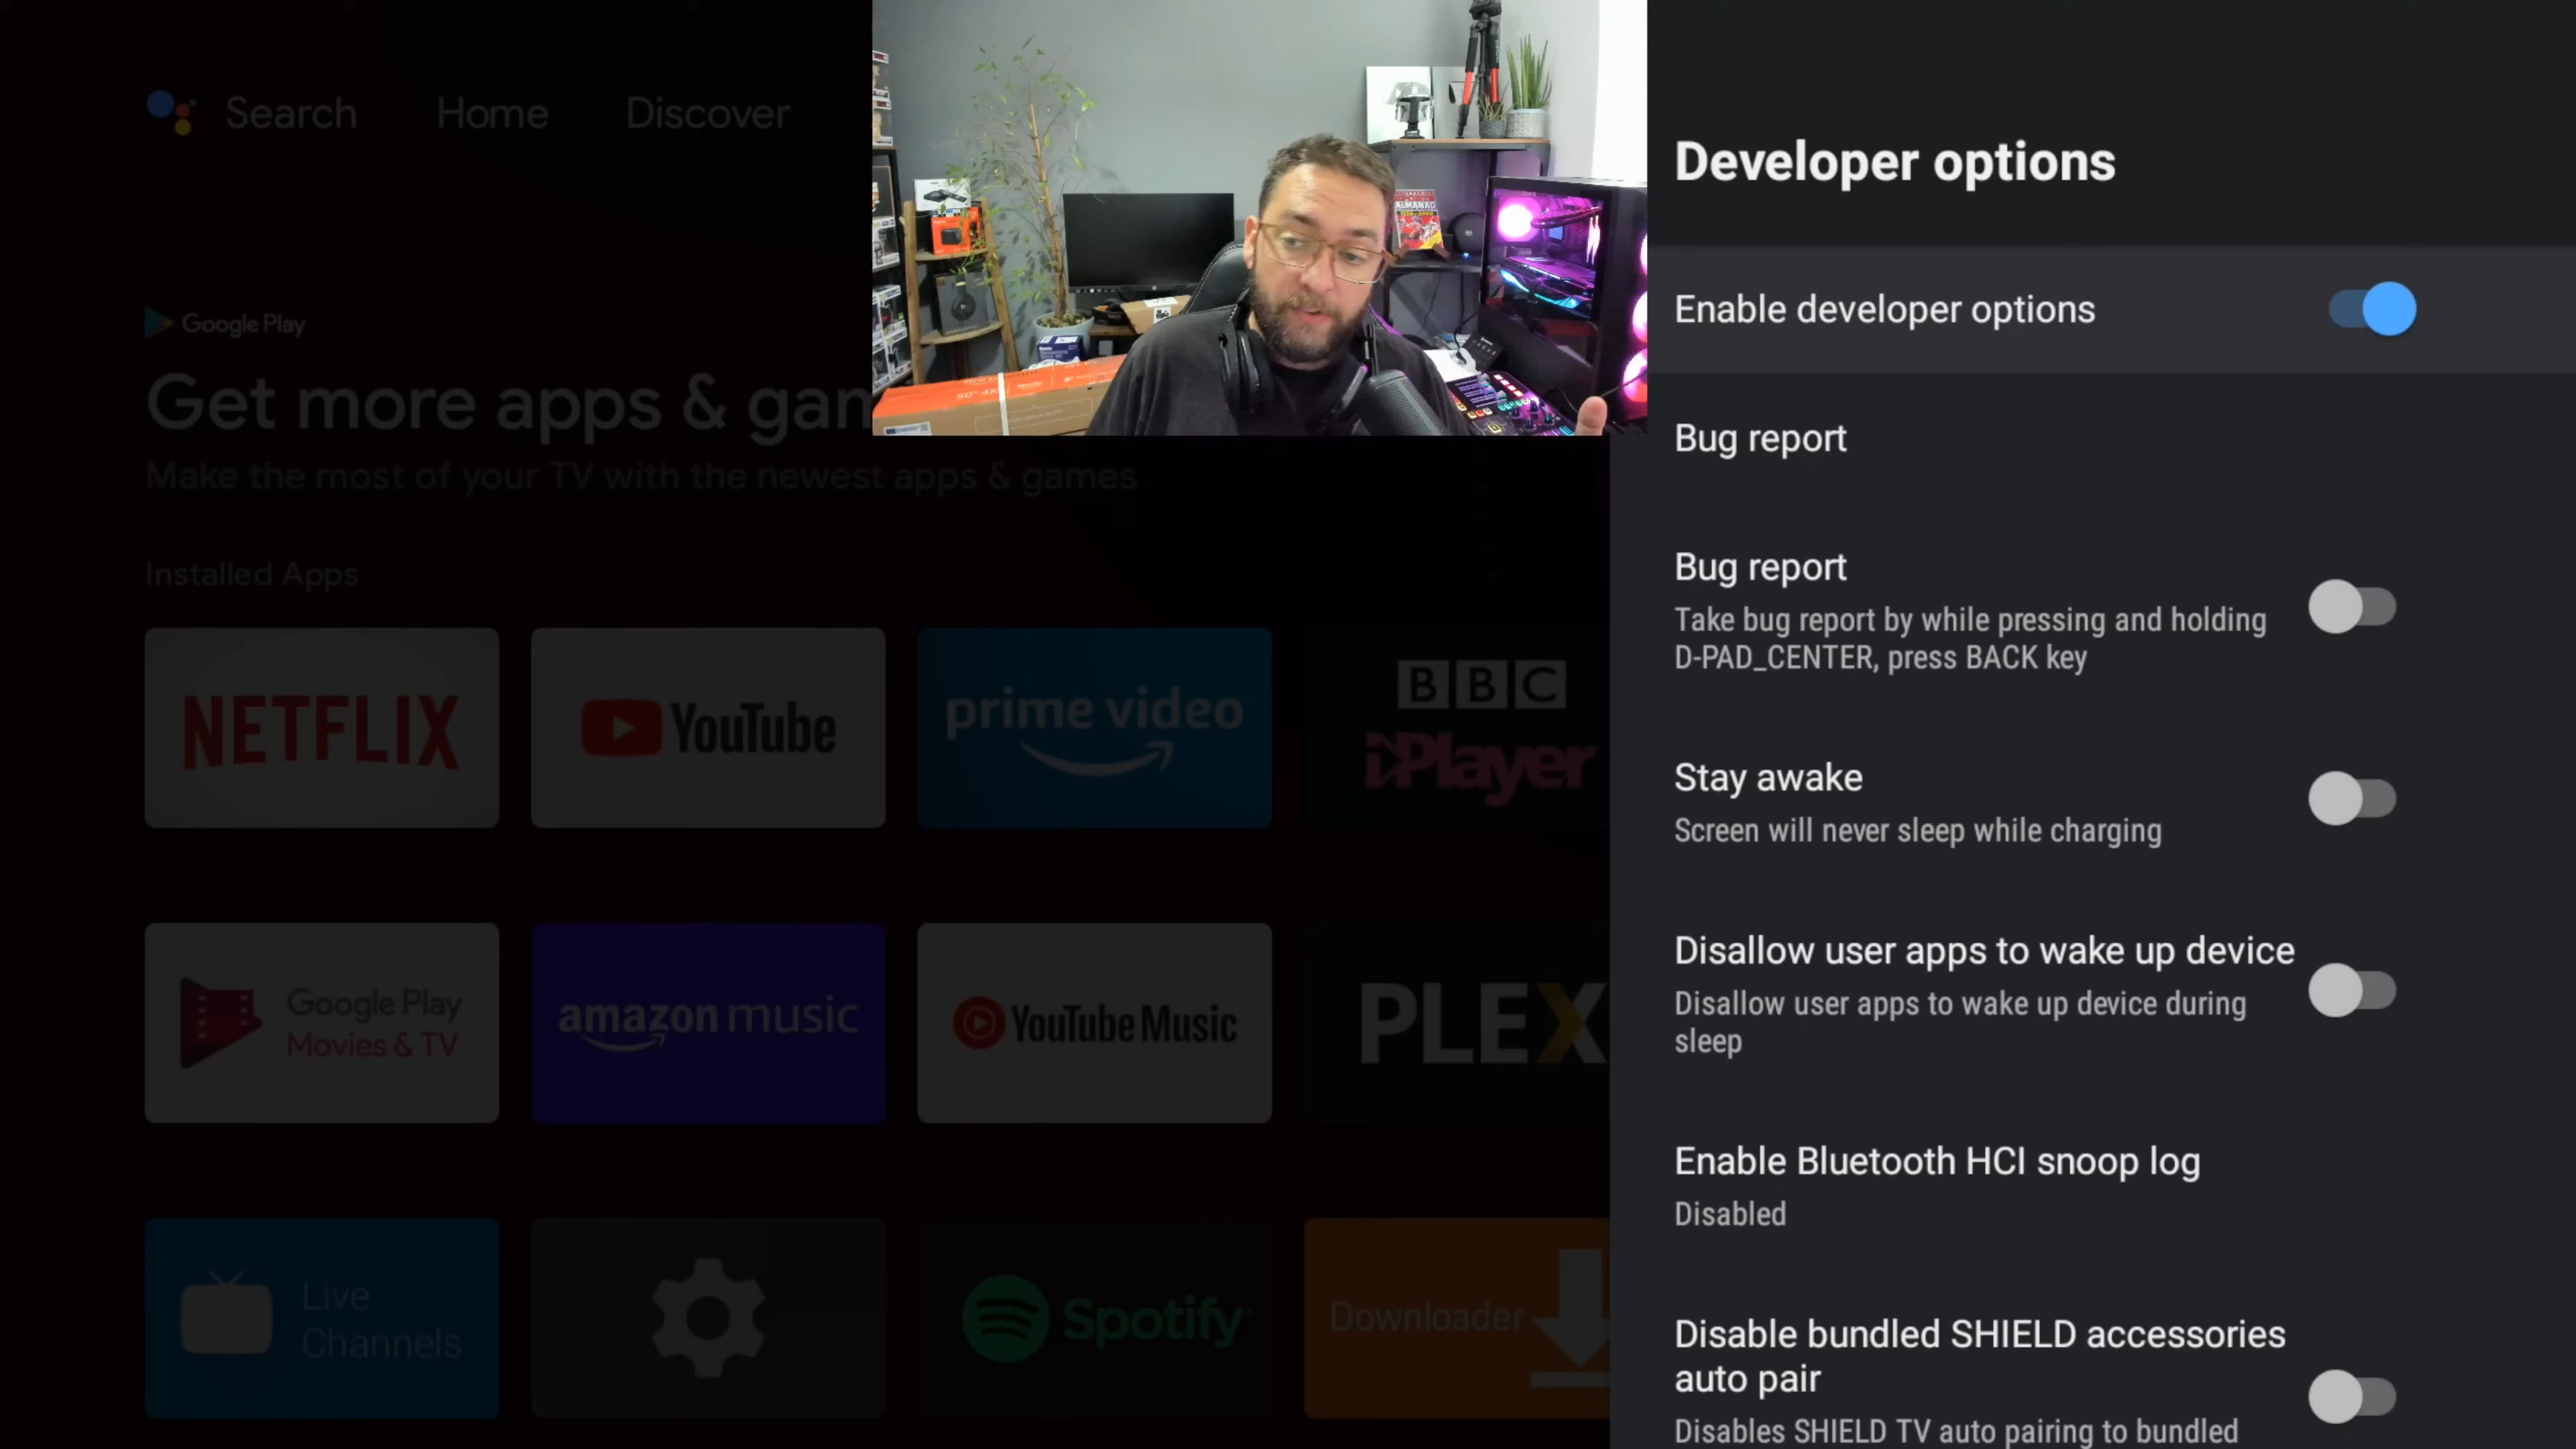 Search Home Discover
Google Play
Get more apps & gam
Make the most of your TV with the newest apps & games
Installed Apps
NETFLIX
YouTube
prime video
BBC
iPlayer
Google Play
Movies & TV
amazon music
YouTube Music
PLEX
Live
Channels
Spotify
Downloader
ALMANAC
50" 4K
Developer options
Enable developer options
Bug report
Bug report
Take bug report by while pressing and holding
D-PAD_CENTER, press BACK key
Stay awake
Screen will never sleep while charging
Disallow user apps to wake up device
Disallow user apps to wake up device during
sleep
Enable Bluetooth HCI snoop log
Disabled
Disable bundled SHIELD accessories
auto pair
Disables SHIELD TV auto pairing to bundled